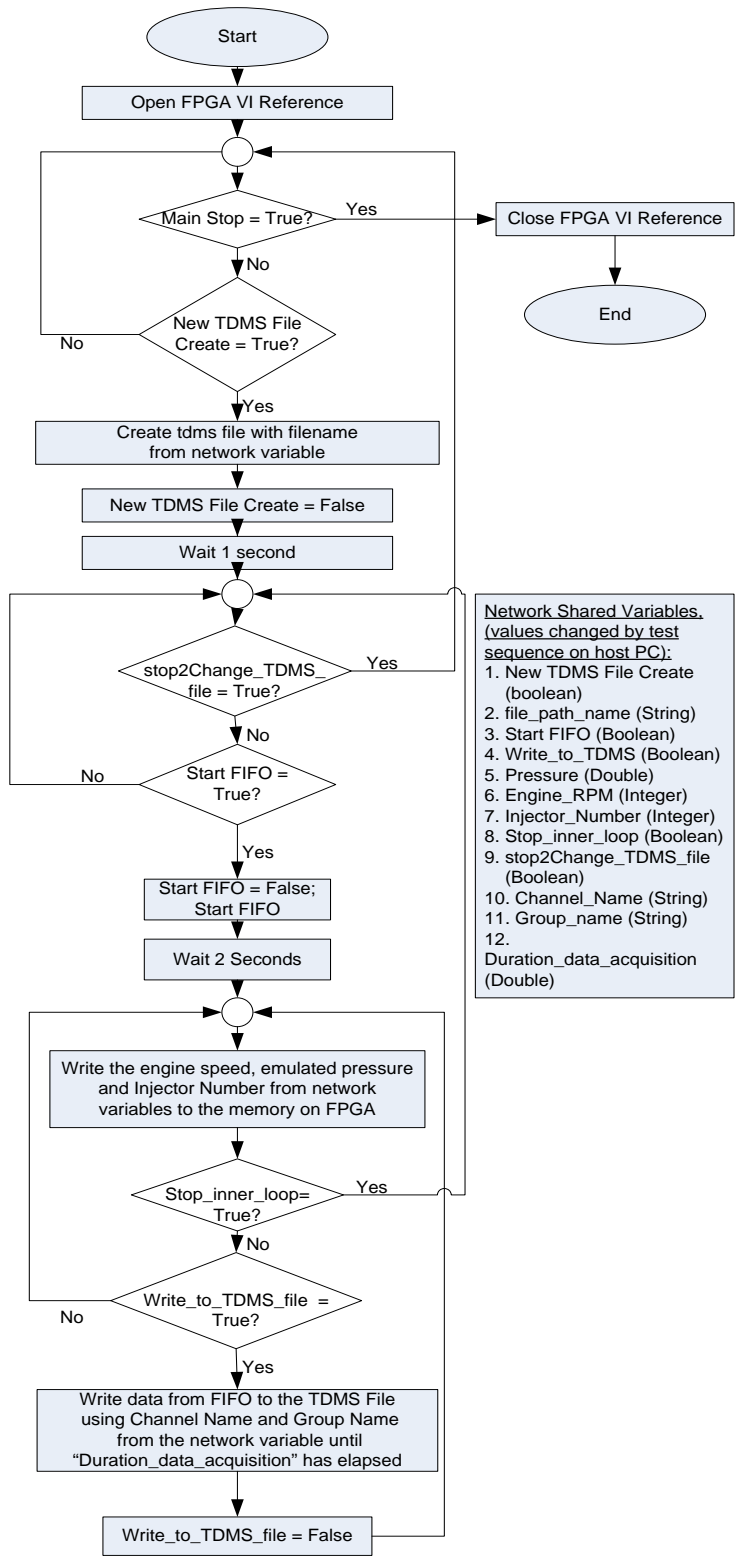 Start
Open FPGA VI Reference
Main Stop = True?
Yes
Close FPGA VI Reference
No
End
New TDMS File
Create = True?
No
Yes
Create tdms file with filename
from network variable
New TDMS File Create = False
Wait 1 second
stop2Change_TDMS_
file = True?
Yes
No
Start FIFO =
True?
No
Yes
Start FIFO = False;
Start FIFO
Wait 2 Seconds
Write the engine speed, emulated pressure
and Injector Number from network
variables to the memory on FPGA
Stop_inner_loop=
True?
Yes
No
Write_to_TDMS_file =
True?
No
Yes
Write data from FIFO to the TDMS File
using Channel Name and Group Name
from the network variable until
“Duration_data_acquisition” has elapsed
Write_to_TDMS_file = False
Network Shared Variables,
(values changed by test
sequence on host PC):
1. New TDMS File Create
(boolean)
2. file_path_name (String)
3. Start FIFO (Boolean)
4. Write_to_TDMS (Boolean)
5. Pressure (Double)
6. Engine_RPM (Integer)
7. Injector_Number (Integer)
8. Stop_inner_loop (Boolean)
9. stop2Change_TDMS_file
(Boolean)
10. Channel_Name (String)
11. Group_name (String)
12.
Duration_data_acquisition
(Double)